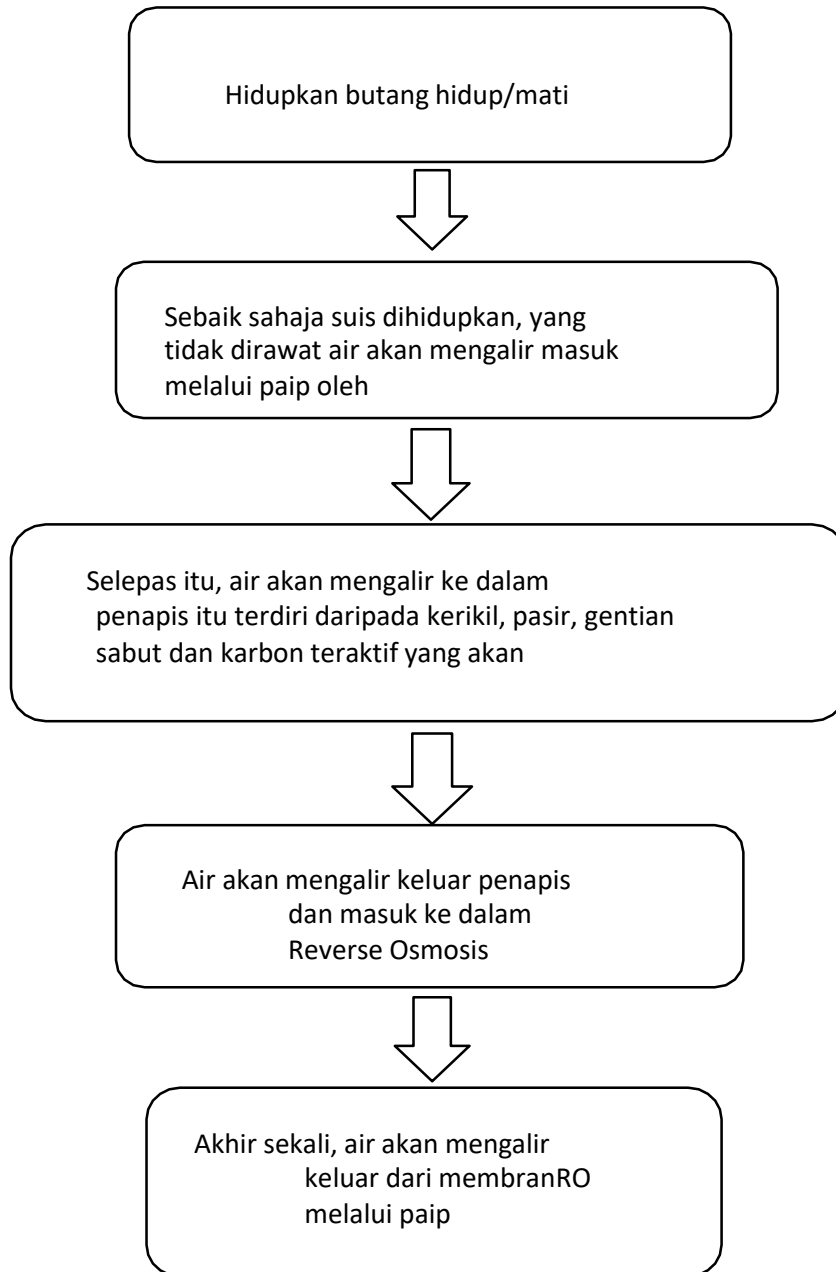 Hidupkan butang hidup/mati
Sebaik sahaja suis dihidupkan, yang
tidak dirawat air akan mengalir masuk
melalui paip oleh
Selepas itu, air akan mengalir ke dalam
penapis itu terdiri daripada kerikil, pasir, gentian
sabut dan karbon teraktif yang akan
Air akan mengalir keluar penapis
dan masuk ke dalam
Reverse Osmosis
Akhir sekali, air akan mengalir
keluar dari membranRO
melalui paip